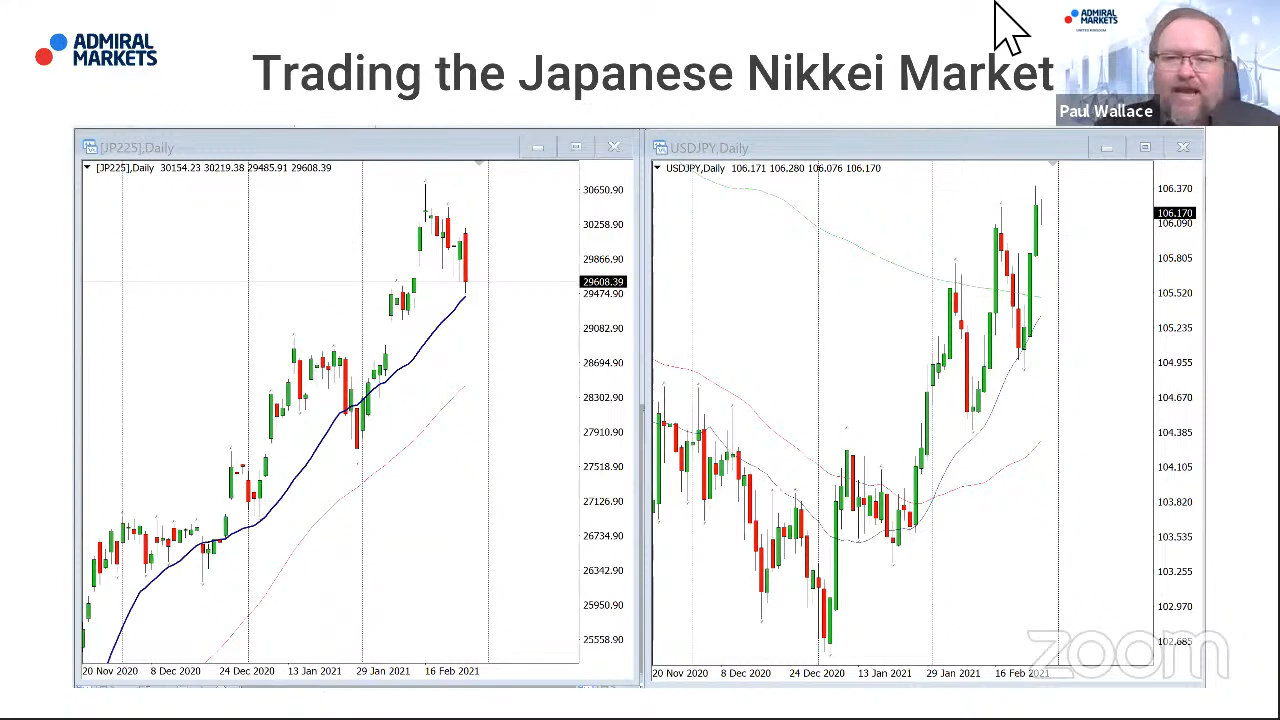 ADMIRAL
MARKETS
Trading the Japanese Nikkei Market
ADMIRAL
MARKETS
UNITED KINGDOM
Paul Wallace
[JP225],Daily
[JP225],Daily 30154.23 30219.38 29485.91 29608.39
30650.90
30258.90
29866.90
29608.39
29474.90
29082.90
28694.90
28302.90
27910.90
27518.90
27126.90
26734.90
26342.90
25950.90
25558.90
20 Nov 2020 8 Dec 2020 24 Dec 2020 13 Jan 2021 29 Jan 2021 16 Feb 2021
USDJPY,Daily
USDJPY,Daily 106.171 106.280 106.076 106.170
106.370
106.170
106.090
105.805
105.520
105.235
104.955
104.670
104.385
104.105
103.820
103.535
103.255
102.970
102.685
20 Nov 2020 8 Dec 2020 24 Dec 2020 13 Jan 2021 29 Jan 2021 16 Feb 2021
zoom